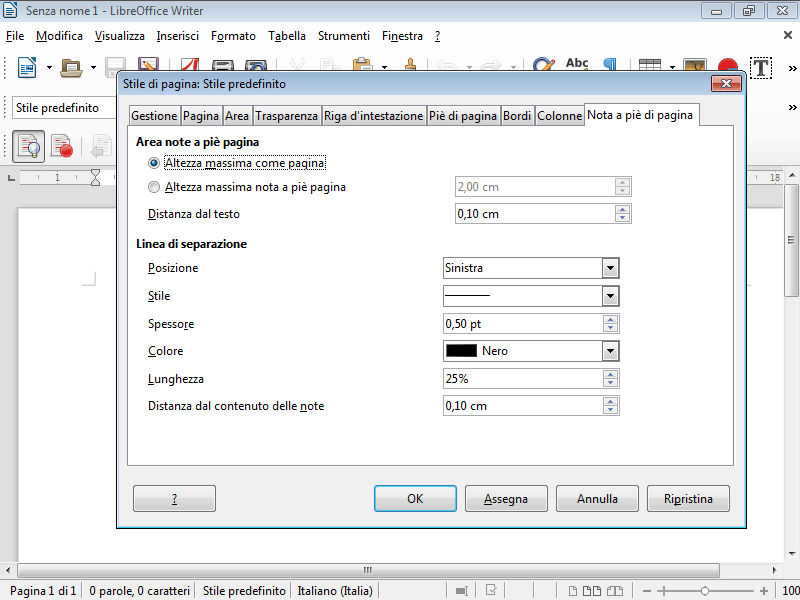 Senza nome 1 - LibreOffice Writer
File Modifica Visualizza Inserisci Formato Tabella Strumenti Finestra ?
Abc
T
»
Stile predefinito
»
Stile di pagina: Stile predefinito
Gestione Pagina Area Trasparenza Riga d'intestazione Piè di pagina Bordi Colonne Nota a piè di pagina
Area note a piè pagina
Altezza massima come pagina
Altezza massima nota a piè pagina 2,00 cm
Distanza dal testo 0,10 cm
1 18
Linea di separazione
Posizione Sinistra
Stile
Spessore 0,50 pt
Colore Nero
Lunghezza 25%
Distanza dal contenuto delle note 0,10 cm
? OK Assegna Annulla Ripristina
Pagina 1 di 1 0 parole, 0 caratteri Stile predefinito Italiano (Italia) 100